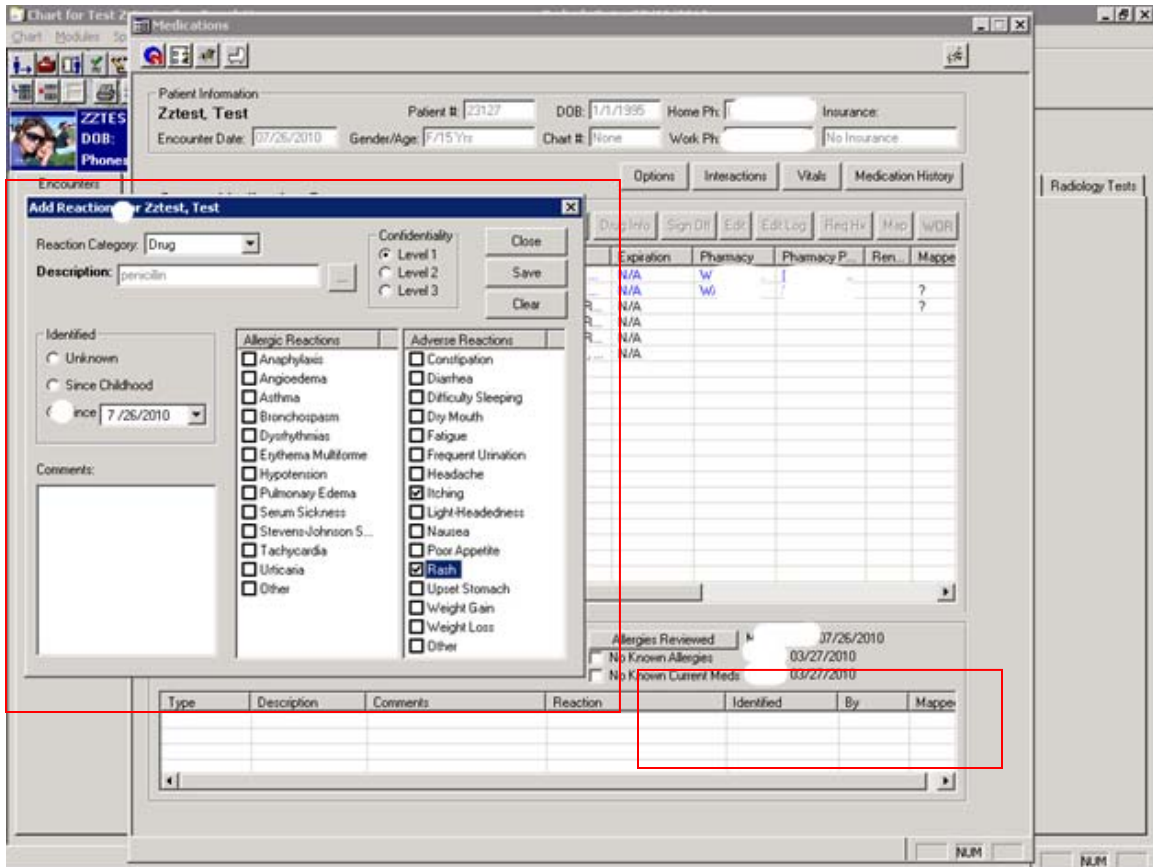 Chart for Test Z
Medications
Chart Modules Sp
Patient Information
Zztest, Test Patient #: 23127 DOB: 1/1/1995 Home Ph: Insurance:
Encounter Date: 07/26/2010 Gender/Age: F/15 Yrs Chart #: None Work Ph: No Insurance
ZZTES
DOB:
Phones
Options Interactions Vitals Medication History
Encounters
Radiology Tests
Add Reaction or Zztest, Test
Drug Info Sign Off Edit Edit Log Req Hx Map WDR
Reaction Category: Drug
Description: penicillin ...
Confidentiality
Level 1
Level 2
Level 3
Close
Save
Clear
Expiration Pharmacy Pharmacy P... Ren... Mappe
N/A W
N/A ?
R... N/A ?
R... N/A
R... N/A
, ... N/A
Identified
Unknown
Since Childhood
ince 7 /26/2010
Comments:
Allergic Reactions
Anaphylaxis
Angioedema
Asthma
Bronchospasm
Dysrhythmias
Erythema Multiforme
Hypotension
Pulmonary Edema
Serum Sickness
Stevens-Johnson S...
Tachycardia
Urticaria
Other
Adverse Reactions
Constipation
Diarrhea
Difficulty Sleeping
Dry Mouth
Fatigue
Frequent Urination
Headache
Itching
Light-Headedness
Nausea
Poor Appetite
Rash
Upset Stomach
Weight Gain
Weight Loss
Other
Allergies Reviewed 07/26/2010
No Known Allergies 03/27/2010
No Known Current Meds 03/27/2010
Type Description Comments Reaction Identified By Mapped
NUM
NUM